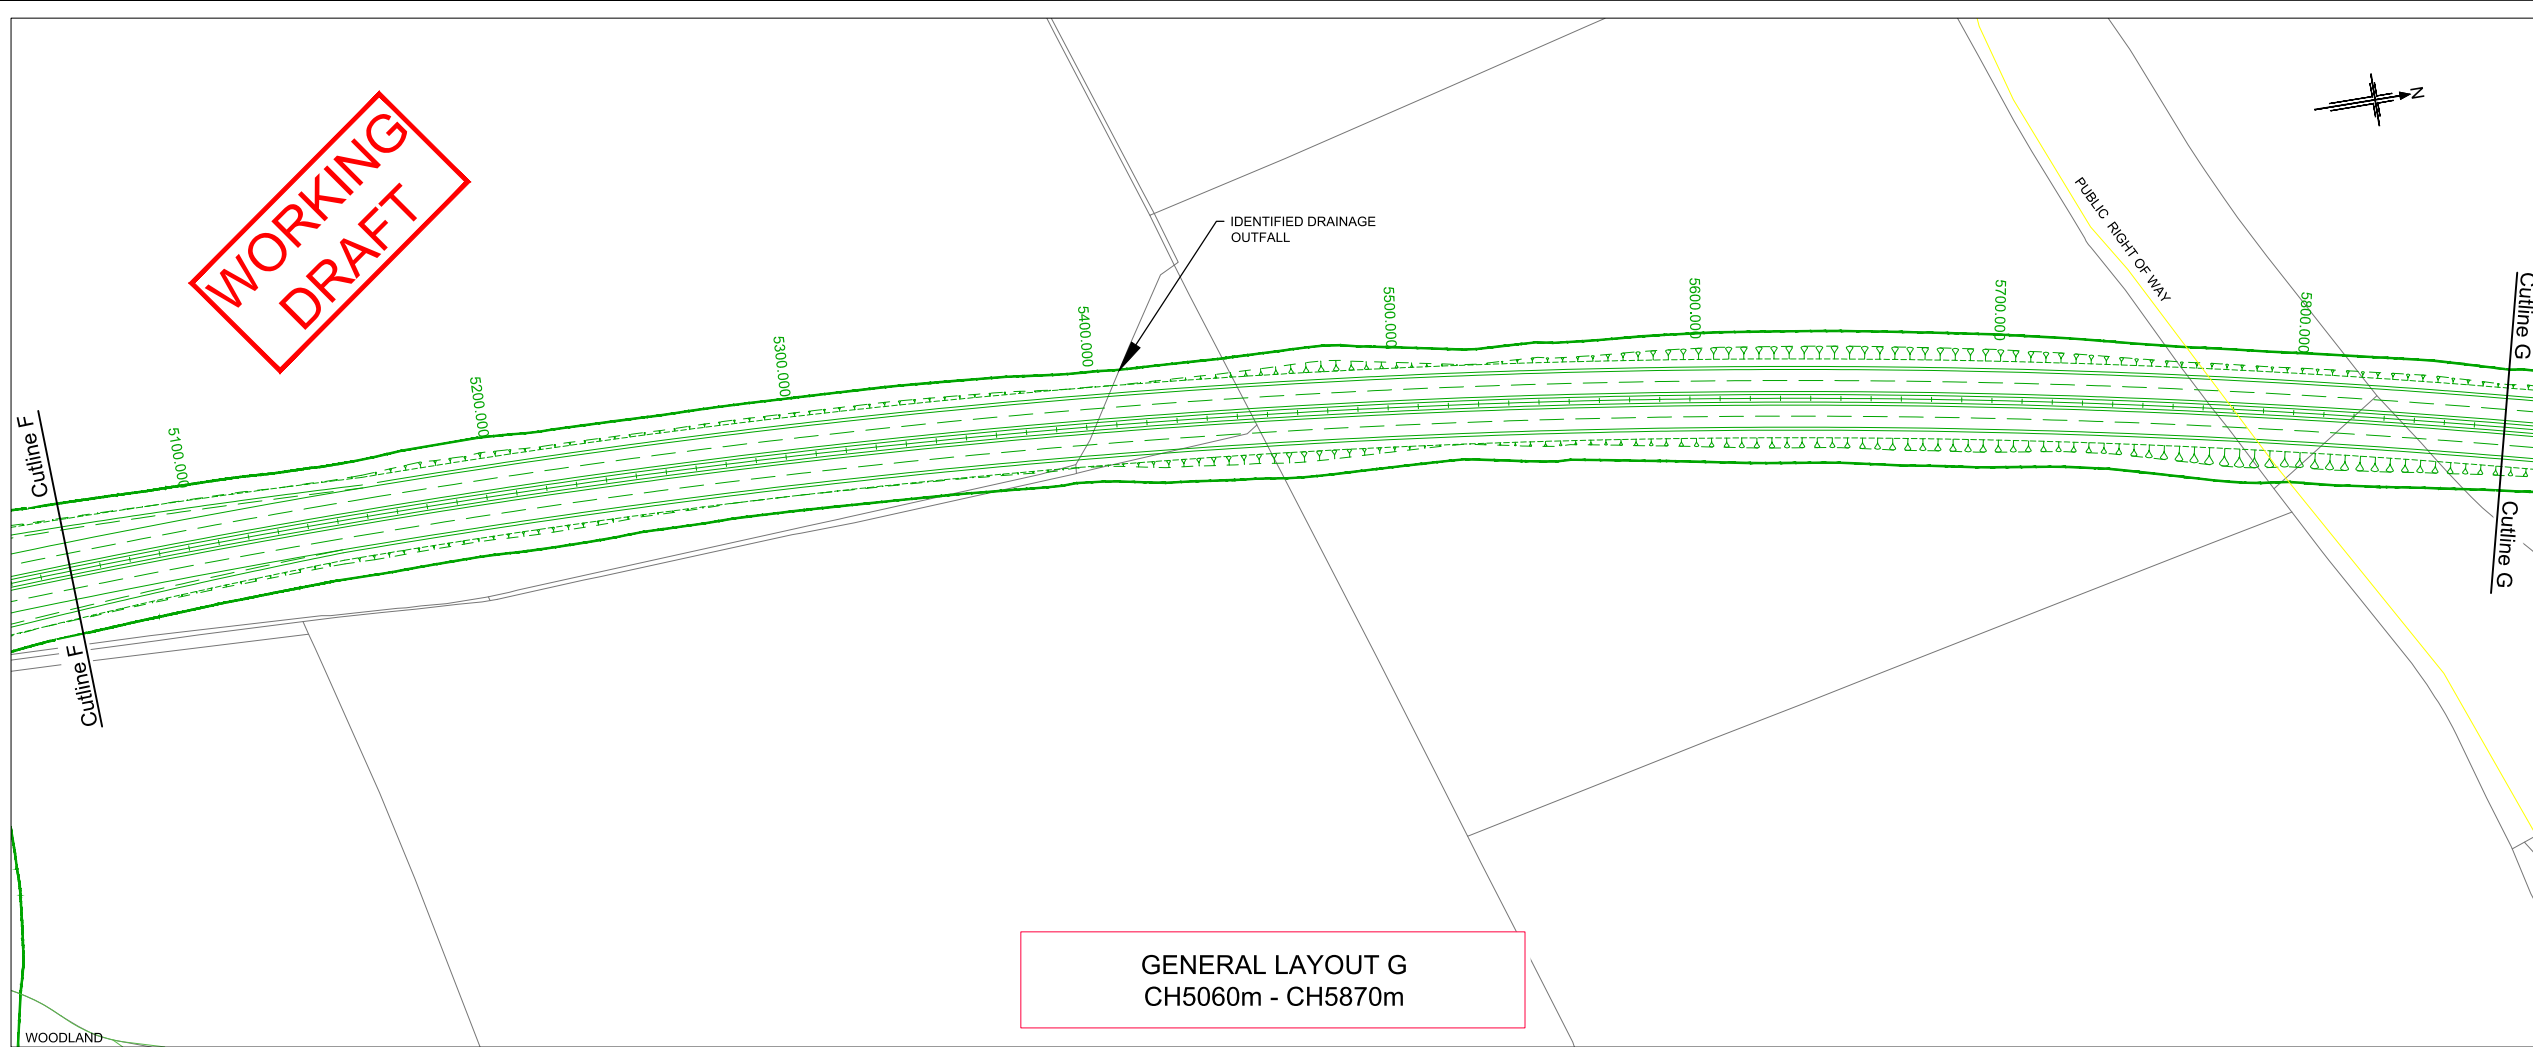 WORKING
DRAFT
N
IDENTIFIED DRAINAGE
OUTFALL
PUBLIC RIGHT OF WAY
Cutline F
5100.000
5200.000
5300.000
5400.000
5500.000
5600.000
5700.000
5800.000
Cutline G
Cutline F
Cutline G
GENERAL LAYOUT G
CH5060m - CH5870m
WOODLAND